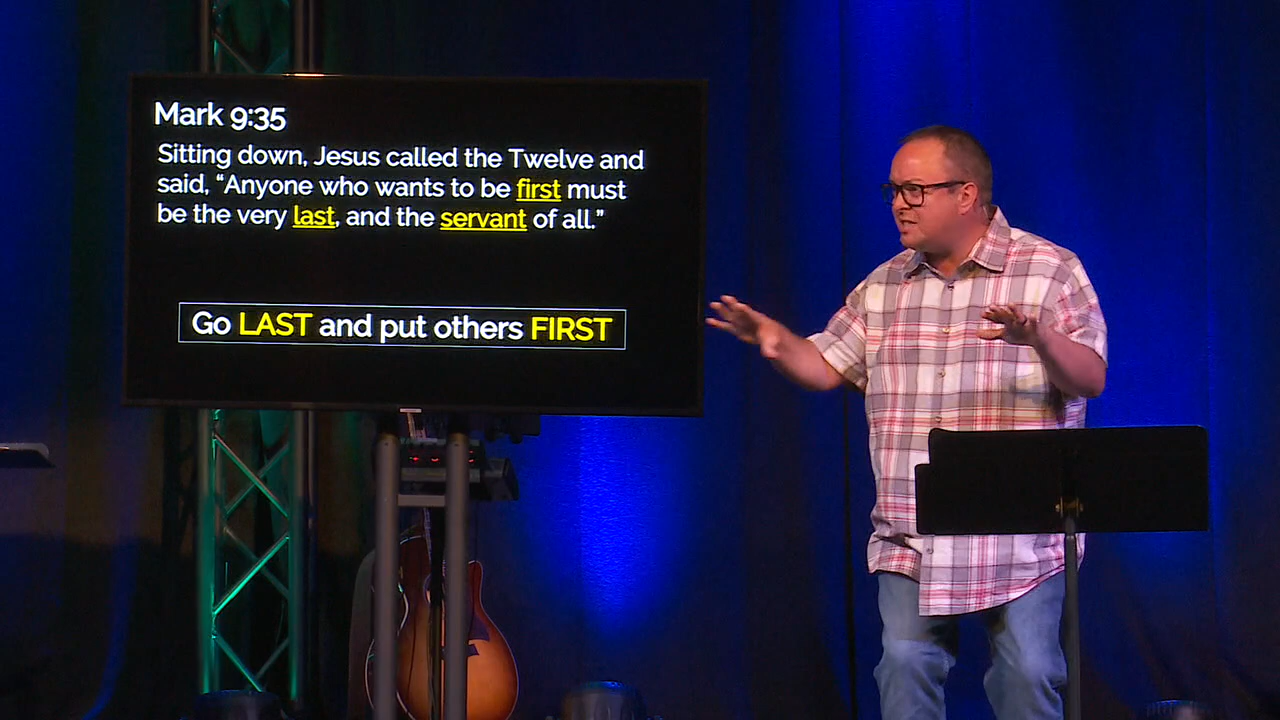 Mark 9:35
Sitting down, Jesus called the Twelve and
said, “Anyone who wants to be first must
be the very last, and the servant of all.”
Go LAST and put others FIRST